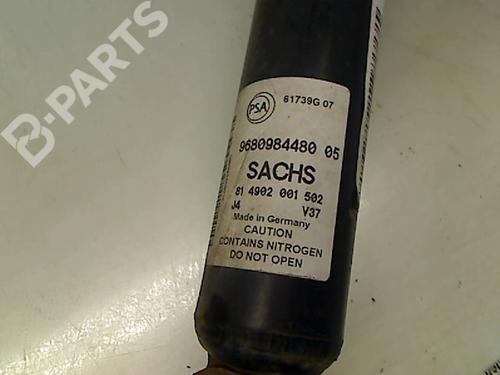 B-PARTS
PSA
61739G 07
9680984480 05
SACHS
81 4902 001 502
J4 V37
Made in Germany
CAUTION
CONTAINS NITROGEN
DO NOT OPEN